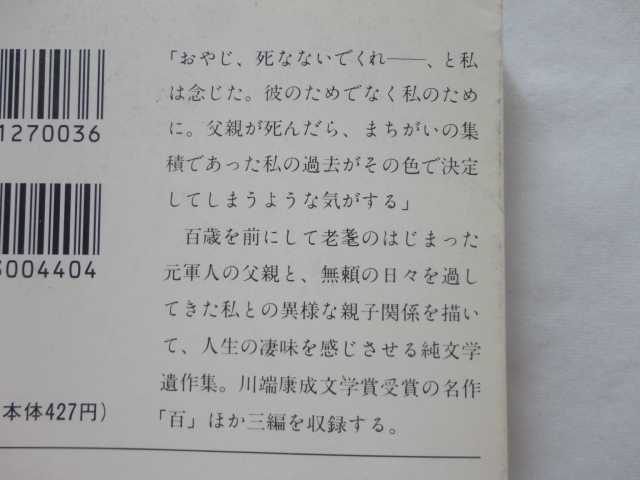 1270036
3004404
本体427円)
「おやじ、死なないでくれ――、と私
は念じた。彼のためでなく私のため
に。父親が死んだら、まちがいの集
積であった私の過去がその色で決定
してしまうような気がする」
百歳を前にして老耄のはじまった
元軍人の父親と、無頼の日々を過し
てきた私との異様な親子関係を描い
て、人生の凄味を感じさせる純文学
遺作集。川端康成文学賞受賞の名作
「百」ほか三編を収録する。